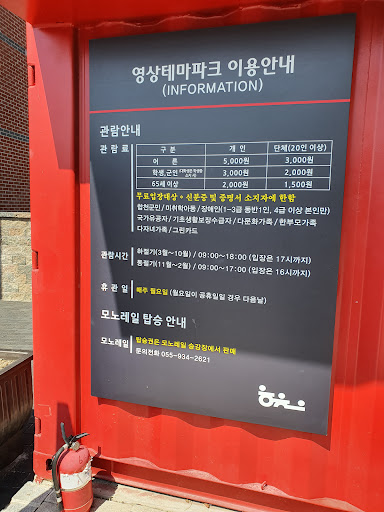 영상테마파크 이용안내
(INFORMATION)
관람안내
관 람 료
구 분 개 인 단체(20인 이상)
어 른 5,000원 3,000원
학생,군인 3,000원 2,000원
65세 이상 2,000원 1,500원
무료입장대상 * 신분증 및 증명서 소지자에 한함
합천군민 / 미취학아동 / 장애인(1~3급 동반1인, 4급 이상 본인만)
국가유공자 / 기초생활보장수급자 / 다문화가족 / 한부모가족
다자녀가족 / 그린카드
관람시간 하절기(3월~10월) / 09:00~18:00 (입장은 17시까지)
동절기(11월~2월) / 09:00~17:00 (입장은 16시까지)
휴 관 일 매주 월요일 (월요일이 공휴일일 경우 다음날)
모노레일 탑승 안내
모노레일 탑승권은 모노레일 승강장에서 판매
문의전화 055-934-2621